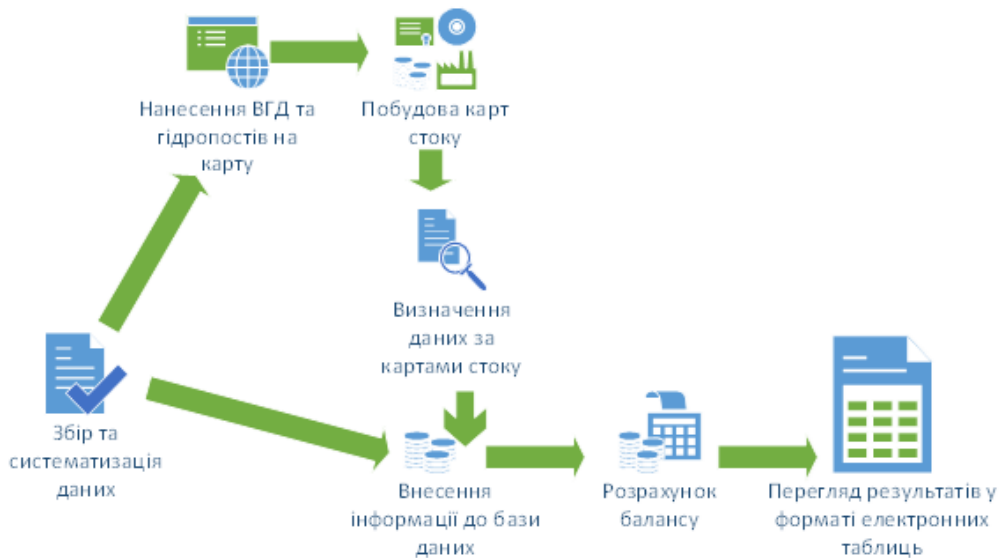 Нанесення ВГД та
гідропостів на
карту
Побудова карт
стоку
Визначення
даних за
картами стоку
Збір та
систематизація
даних
Внесення
інформації до бази
даних
Розрахунок
балансу
Перегляд результатів у
форматі електронних
таблиць